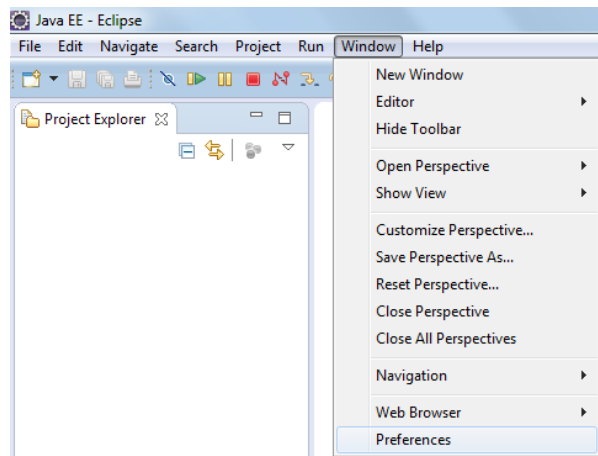 Java EE - Eclipse
File Edit Navigate Search Project Run Window Help
Project Explorer
New Window
Editor
Hide Toolbar
Open Perspective
Show View
Customize Perspective...
Save Perspective As...
Reset Perspective...
Close Perspective
Close All Perspectives
Navigation
Web Browser
Preferences